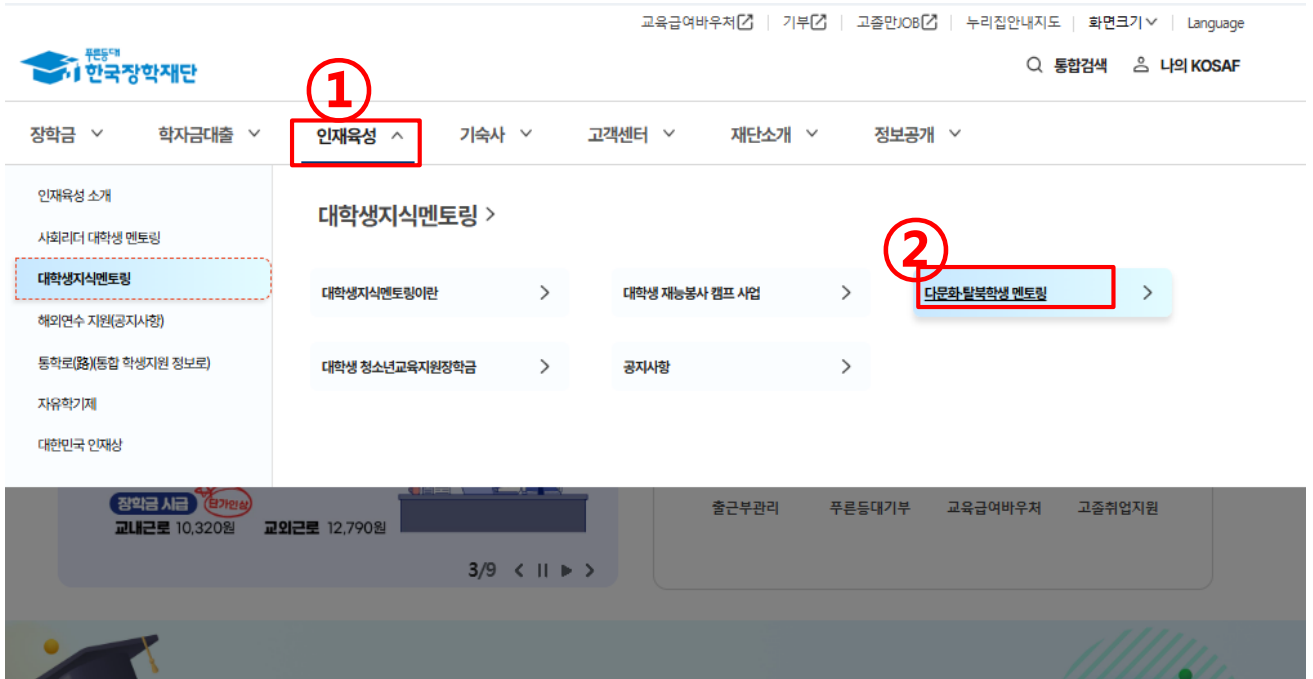 교육급여바우처 | 기부 | 고졸만JOB | 누리집안내지도 | 화면크기 | Language
푸른등대
한국장학재단
통합검색 나의 KOSAF
①
장학금 학자금대출 인재육성 기숙사 고객센터 재단소개 정보공개
인재육성 소개
사회리더 대학생 멘토링
대학생지식멘토링
해외연수 지원(공지사항)
통학로(路)(통합 학생지원 정보로)
자유학기제
대한민국 인재상
대학생지식멘토링 >
②
대학생지식멘토링이란 > 대학생 재능봉사 캠프 사업 > 다문화·탈북학생 멘토링 >
대학생 청소년교육지원장학금 > 공지사항 >
장학금 시급 단가인상
교내근로 10,320원 교외근로 12,790원
3/9
출근부관리 푸른등대기부 교육급여바우처 고졸취업지원